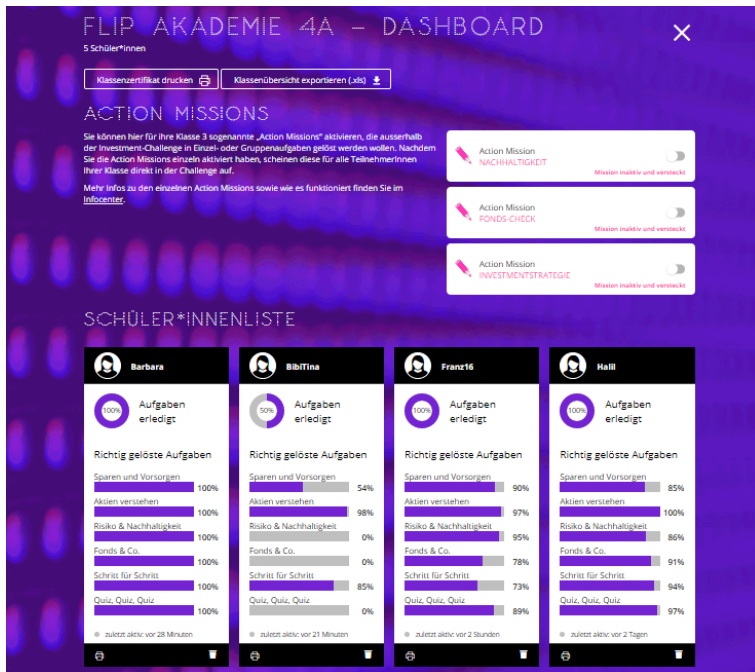 FLIP AKADEMIE 4A – DASHBOARD
5 Schüler*innen
Klassenzertifikat drucken
Klassenübersicht exportieren (.xls)
ACTION MISSIONS
Sie können hier für ihre Klasse 3 sogenannte „Action Missions" aktivieren, die ausserhalb
der Investment-Challenge in Einzel- oder Gruppenaufgaben gelöst werden wollen. Nachdem
Sie die Action Missions einzeln aktiviert haben, scheinen diese für alle TeilnehmerInnen
Ihrer Klasse direkt in der Challenge auf.
Mehr Infos zu den einzelnen Action Missions sowie wie es funktioniert finden Sie im
Infocenter.
Action Mission
NACHHALTIGKEIT
Mission inaktiv und versteckt
Action Mission
FONDS-CHECK
Mission inaktiv und versteckt
Action Mission
INVESTMENTSTRATEGIE
Mission inaktiv und versteckt
SCHÜLER*INNENLISTE
Barbara
100%
Aufgaben
erledigt
Richtig gelöste Aufgaben
Sparen und Vorsorgen
100%
Aktien verstehen
100%
Risiko & Nachhaltigkeit
100%
Fonds & Co.
100%
Schritt für Schritt
100%
Quiz, Quiz, Quiz
100%
zuletzt aktiv: vor 28 Minuten
BibiTina
50%
Aufgaben
erledigt
Richtig gelöste Aufgaben
Sparen und Vorsorgen
54%
Aktien verstehen
98%
Risiko & Nachhaltigkeit
0%
Fonds & Co.
0%
Schritt für Schritt
85%
Quiz, Quiz, Quiz
0%
zuletzt aktiv: vor 21 Minuten
Franz16
100%
Aufgaben
erledigt
Richtig gelöste Aufgaben
Sparen und Vorsorgen
90%
Aktien verstehen
97%
Risiko & Nachhaltigkeit
95%
Fonds & Co.
78%
Schritt für Schritt
73%
Quiz, Quiz, Quiz
89%
zuletzt aktiv: vor 2 Stunden
Halil
100%
Aufgaben
erledigt
Richtig gelöste Aufgaben
Sparen und Vorsorgen
85%
Aktien verstehen
100%
Risiko & Nachhaltigkeit
86%
Fonds & Co.
91%
Schritt für Schritt
94%
Quiz, Quiz, Quiz
97%
zuletzt aktiv: vor 2 Tagen